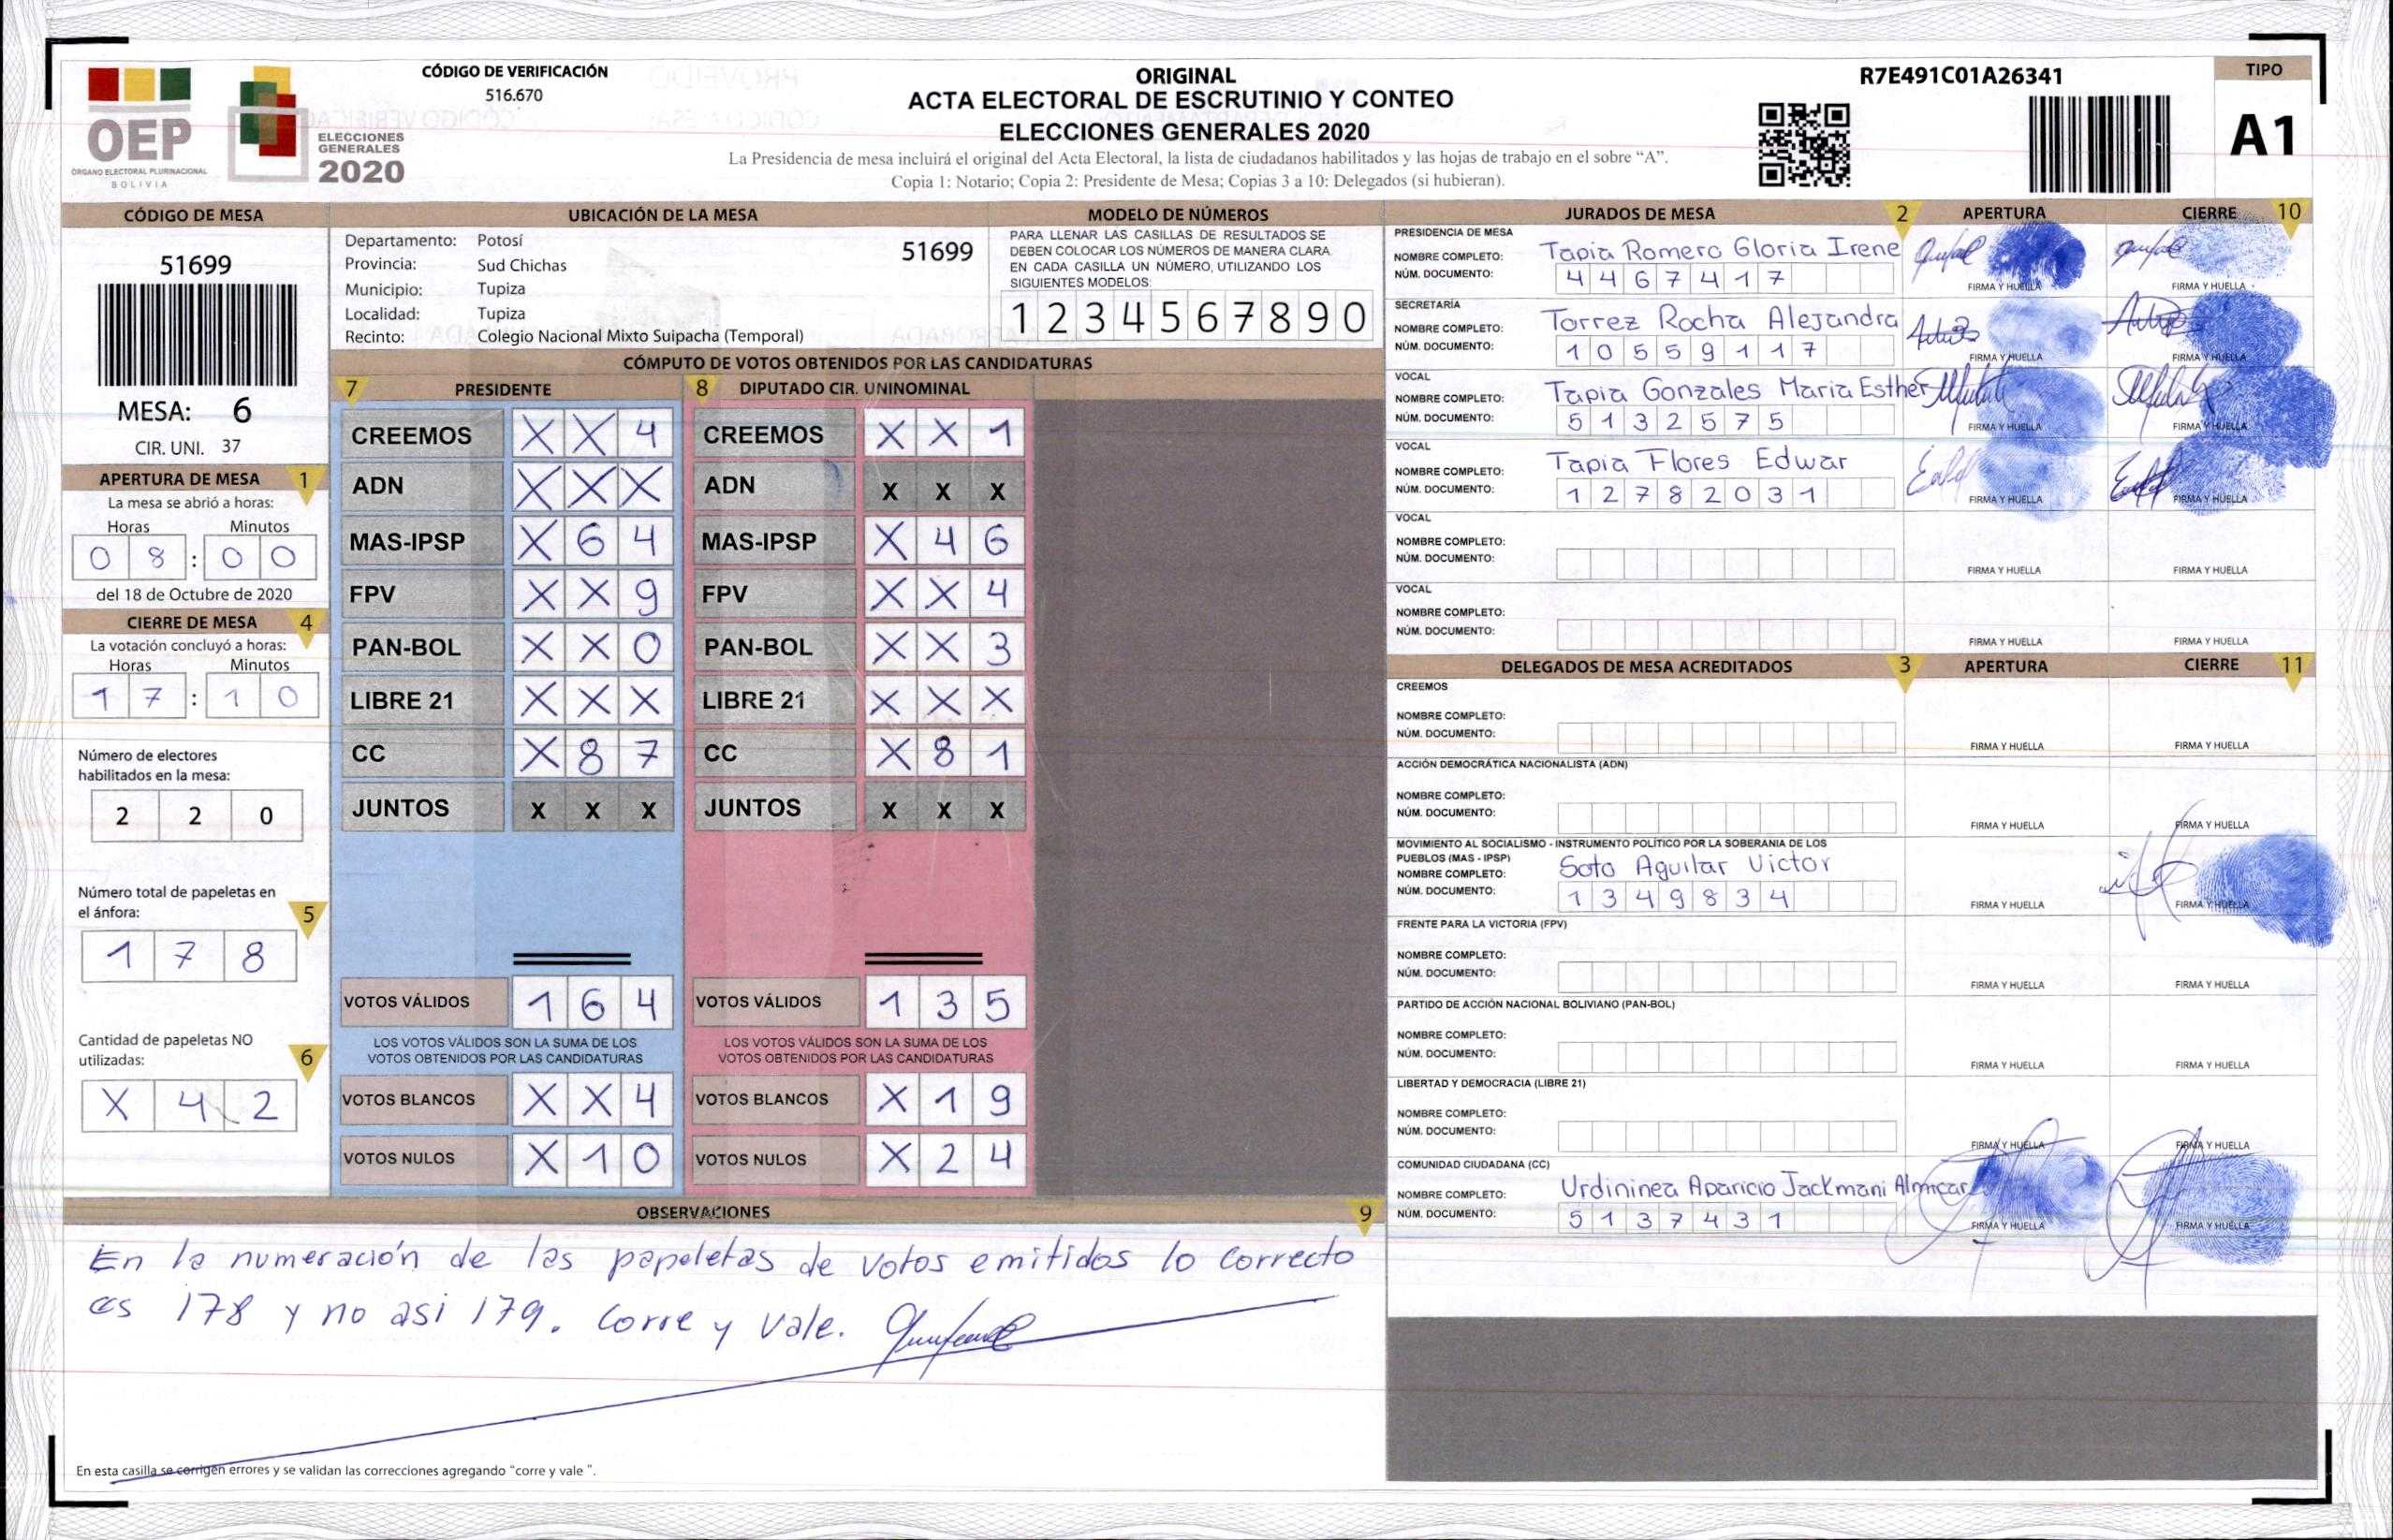 CÓDIGO DE VERIFICACIÓN
516.670
OEP
ÓRGANO ELECTORAL PLURINACIONAL
BOLIVIA
ELECCIONES
GENERALES
2020
ORIGINAL
ACTA ELECTORAL DE ESCRUTINIO Y CONTEO
ELECCIONES GENERALES 2020
La Presidencia de mesa incluirá el original del Acta Electoral, la lista de ciudadanos habilitados y las hojas de trabajo en el sobre “A”.
Copia 1: Notario; Copia 2: Presidente de Mesa; Copias 3 a 10: Delegados (si hubieran).
R7E491C01A26341
TIPO
A1
CÓDIGO DE MESA
51699
MESA: 6
CIR. UNI. 37
APERTURA DE MESA 1
La mesa se abrió a horas:
Horas Minutos
0 8 : 0 0
del 18 de Octubre de 2020
CIERRE DE MESA 4
La votación concluyó a horas:
Horas Minutos
1 7 : 1 0
Número de electores
habilitados en la mesa:
2 2 0
Número total de papeletas en
el ánfora: 5
1 7 8
Cantidad de papeletas NO
utilizadas: 6
X 4 2
UBICACIÓN DE LA MESA
Departamento: Potosí
51699
Provincia: Sud Chichas
Municipio: Tupiza
Localidad: Tupiza
Recinto: Colegio Nacional Mixto Suipacha (Temporal)
MODELO DE NÚMEROS
PARA LLENAR LAS CASILLAS DE RESULTADOS SE
DEBEN COLOCAR LOS NÚMEROS DE MANERA CLARA.
EN CADA CASILLA UN NÚMERO, UTILIZANDO LOS
SIGUIENTES MODELOS:
1 2 3 4 5 6 7 8 9 0
CÓMPUTO DE VOTOS OBTENIDOS POR LAS CANDIDATURAS
7 PRESIDENTE
CREEMOS X X 4
ADN X X X
MAS-IPSP X 6 4
FPV X X 9
PAN-BOL X X 0
LIBRE 21 X X X
CC X 8 7
JUNTOS X X X
VOTOS VÁLIDOS 1 6 4
LOS VOTOS VÁLIDOS SON LA SUMA DE LOS
VOTOS OBTENIDOS POR LAS CANDIDATURAS
VOTOS BLANCOS X X 4
VOTOS NULOS X 1 0
8 DIPUTADO CIR. UNINOMINAL
CREEMOS X X 1
ADN X X X
MAS-IPSP X 4 6
FPV X X 4
PAN-BOL X X 3
LIBRE 21 X X X
CC X 8 1
JUNTOS X X X
VOTOS VÁLIDOS 1 3 5
LOS VOTOS VÁLIDOS SON LA SUMA DE LOS
VOTOS OBTENIDOS POR LAS CANDIDATURAS
VOTOS BLANCOS X 1 9
VOTOS NULOS X 2 4
OBSERVACIONES 9
En la numeración de las papeletas de votos emitidos lo correcto
es 178 y no asi 179. Corre y Vale.
En esta casilla se corrigen errores y se validan las correcciones agregando “corre y vale ”.
JURADOS DE MESA 2 APERTURA CIERRE 10
PRESIDENCIA DE MESA
NOMBRE COMPLETO: Tapia Romero Gloria Irene
NÚM. DOCUMENTO: 4 4 6 7 4 1 7
FIRMA Y HUELLA FIRMA Y HUELLA
SECRETARÍA
NOMBRE COMPLETO: Torrez Rocha Alejandra
NÚM. DOCUMENTO: 1 0 5 5 9 1 1 7
FIRMA Y HUELLA FIRMA Y HUELLA
VOCAL
NOMBRE COMPLETO: Tapia Gonzales Maria Esther
NÚM. DOCUMENTO: 5 1 3 2 5 7 5
FIRMA Y HUELLA FIRMA Y HUELLA
VOCAL
NOMBRE COMPLETO: Tapia Flores Edwar
NÚM. DOCUMENTO: 1 2 7 8 2 0 3 1
FIRMA Y HUELLA FIRMA Y HUELLA
VOCAL
NOMBRE COMPLETO:
NÚM. DOCUMENTO:
FIRMA Y HUELLA FIRMA Y HUELLA
VOCAL
NOMBRE COMPLETO:
NÚM. DOCUMENTO:
FIRMA Y HUELLA FIRMA Y HUELLA
DELEGADOS DE MESA ACREDITADOS 3 APERTURA CIERRE 11
CREEMOS
NOMBRE COMPLETO:
NÚM. DOCUMENTO:
FIRMA Y HUELLA FIRMA Y HUELLA
ACCIÓN DEMOCRÁTICA NACIONALISTA (ADN)
NOMBRE COMPLETO:
NÚM. DOCUMENTO:
FIRMA Y HUELLA FIRMA Y HUELLA
MOVIMIENTO AL SOCIALISMO - INSTRUMENTO POLÍTICO POR LA SOBERANIA DE LOS
PUEBLOS (MAS - IPSP)
NOMBRE COMPLETO: Soto Aguilar Victor
NÚM. DOCUMENTO: 1 3 4 9 8 3 4
FIRMA Y HUELLA FIRMA Y HUELLA
FRENTE PARA LA VICTORIA (FPV)
NOMBRE COMPLETO:
NÚM. DOCUMENTO:
FIRMA Y HUELLA FIRMA Y HUELLA
PARTIDO DE ACCIÓN NACIONAL BOLIVIANO (PAN-BOL)
NOMBRE COMPLETO:
NÚM. DOCUMENTO:
FIRMA Y HUELLA FIRMA Y HUELLA
LIBERTAD Y DEMOCRACIA (LIBRE 21)
NOMBRE COMPLETO:
NÚM. DOCUMENTO:
FIRMA Y HUELLA FIRMA Y HUELLA
COMUNIDAD CIUDADANA (CC)
NOMBRE COMPLETO: Urdininea Aparicio Jackmani Almicar
NÚM. DOCUMENTO: 5 1 3 7 4 3 1
FIRMA Y HUELLA FIRMA Y HUELLA